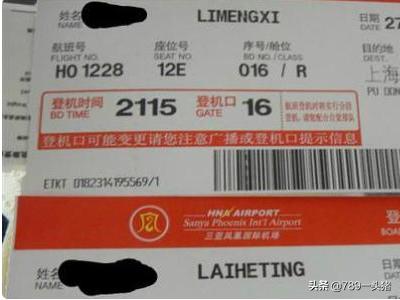 姓名 NAME LIMENGXI 日期 DATE 27
航班号 FLIGHT NO. 座位号 SEAT NO. 序号/舱位 NO. / CLASS 目的地 DEST.
HO 1228 12E 016 / R 上海
PU DON
登机时间 BD TIME 2115 登机口 GATE 16
登机口可能变更请您注意广播或登机口提示信息
ETKT 0182314195569/1
HNA AIRPORT
Sanya Phoenix Int'l Airport
三亚凤凰国际机场
登
BOA
姓名 NAME LAIHETING
头条 @789一头猪